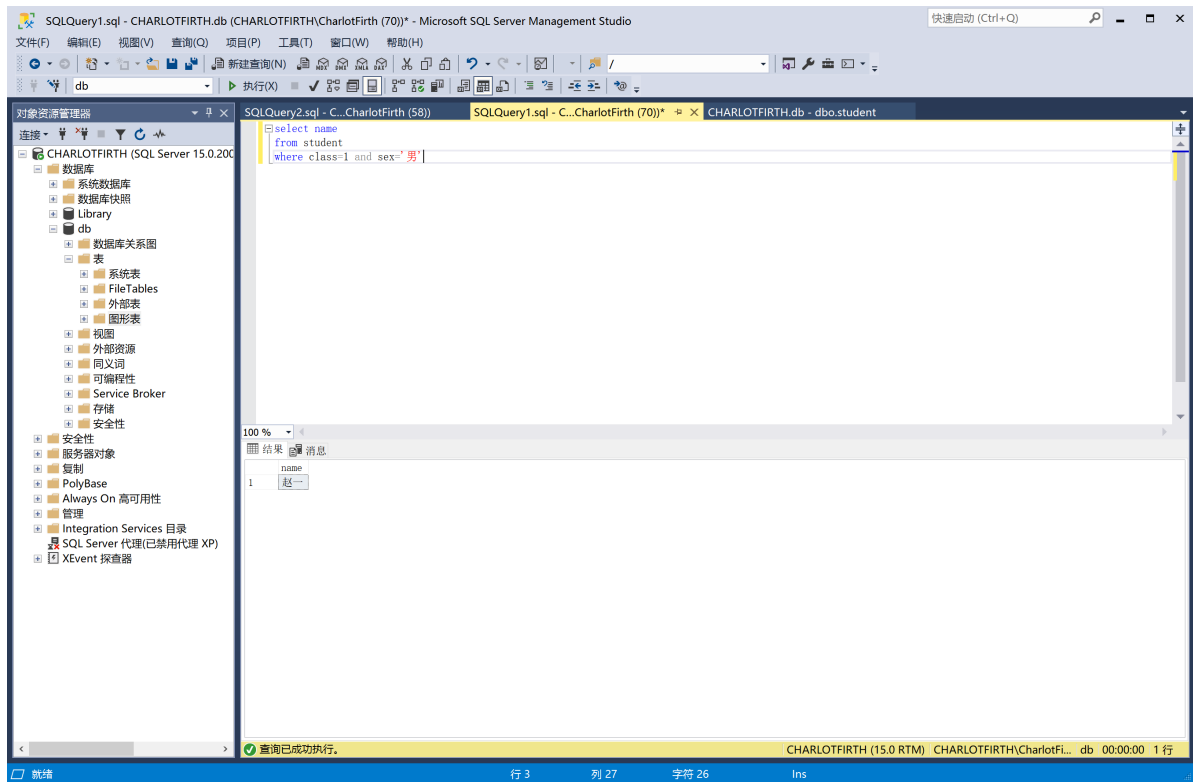 SQLQuery1.sql - CHARLOTFIRTH.db (CHARLOTFIRTH\CharlotFirth (70))* - Microsoft SQL Server Management Studio
快速启动 (Ctrl+Q)
文件(F) 编辑(E) 视图(V) 查询(Q) 项目(P) 工具(T) 窗口(W) 帮助(H)
新建查询(N) MDX DMX XMLA DAX /
db 执行(X)
对象资源管理器
SQLQuery2.sql - C...CharlotFirth (58))
SQLQuery1.sql - C...CharlotFirth (70))*
CHARLOTFIRTH.db - dbo.student
连接
CHARLOTFIRTH (SQL Server 15.0.200
数据库
系统数据库
数据库快照
Library
db
数据库关系图
表
系统表
FileTables
外部表
图形表
视图
外部资源
同义词
可编程性
Service Broker
存储
安全性
安全性
服务器对象
复制
PolyBase
Always On 高可用性
管理
Integration Services 目录
SQL Server 代理(已禁用代理 XP)
XEvent 探查器
select name
from student
where class=1 and sex='男'
100 %
结果 消息
name
1 赵一
查询已成功执行。
CHARLOTFIRTH (15.0 RTM) CHARLOTFIRTH\CharlotFi... db 00:00:00 1 行
就绪 行 3 列 27 字符 26 Ins